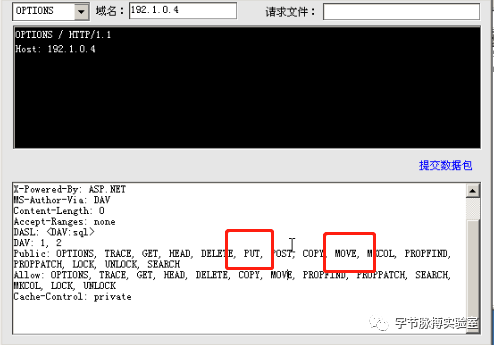 OPTIONS 域名： 192.1.0.4 请求文件：
OPTIONS / HTTP/1.1
Host: 192.1.0.4
提交数据包
X-Powered-By: ASP.NET
MS-Author-Via: DAV
Content-Length: 0
Accept-Ranges: none
DASL: <DAV:sql>
DAV: 1, 2
Public: OPTIONS, TRACE, GET, HEAD, DELETE, PUT, POST, COPY, MOVE, MKCOL, PROPFIND,
PROPPATCH, LOCK, UNLOCK, SEARCH
Allow: OPTIONS, TRACE, GET, HEAD, DELETE, COPY, MOVE, PROPFIND, PROPPATCH, SEARCH,
MKCOL, LOCK, UNLOCK
Cache-Control: private
字节脉搏实验室